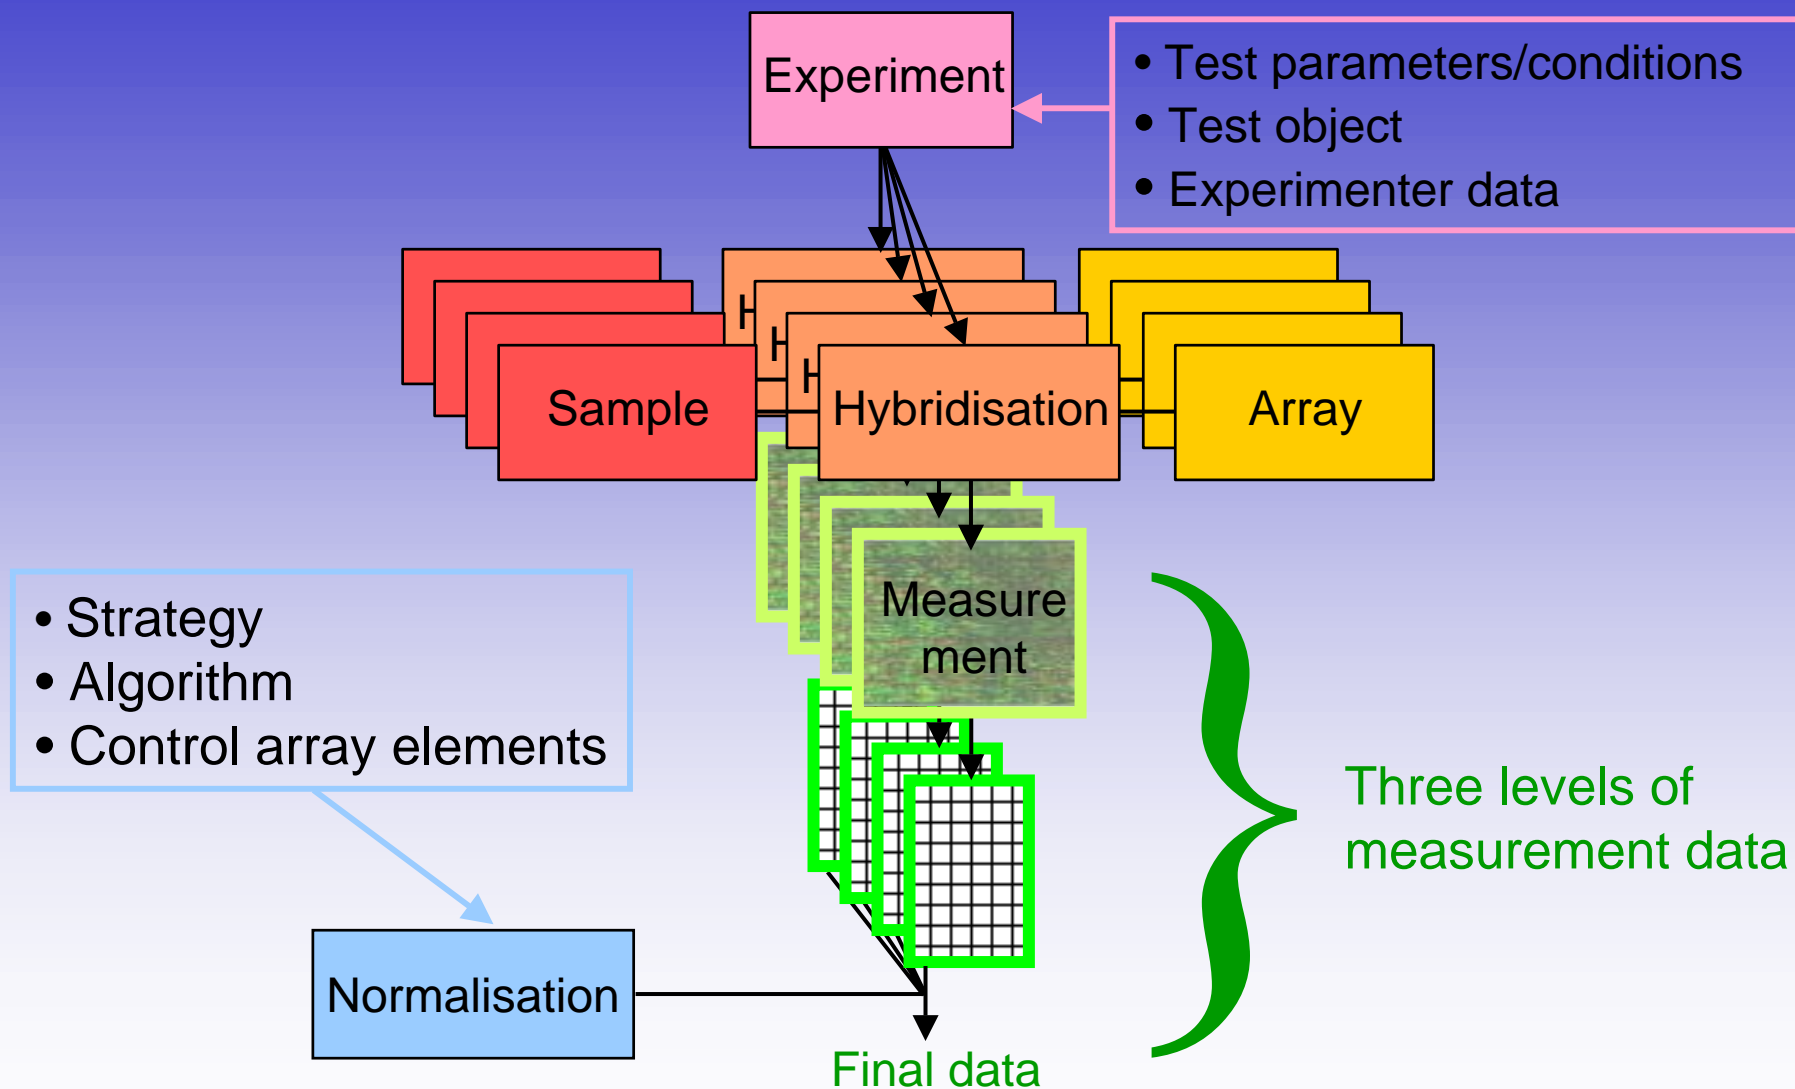 Experiment
• Test parameters/conditions
• Test object
• Experimenter data
H
H
H
Sample
Hybridisation
Array
Measure
ment
• Strategy
• Algorithm
• Control array elements
Three levels of
measurement data
Normalisation
Final data